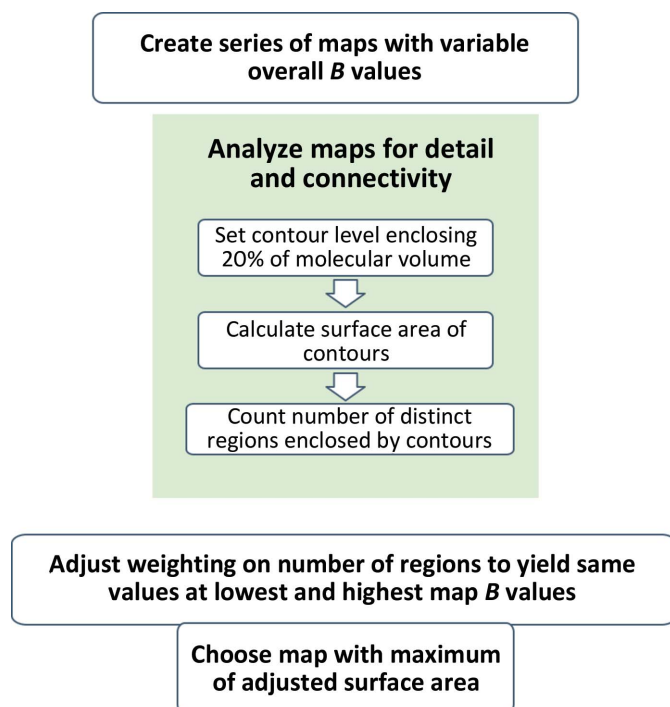 Create series of maps with variable
overall B values
Analyze maps for detail
and connectivity
Set contour level enclosing
20% of molecular volume
Calculate surface area of
contours
Count number of distinct
regions enclosed by contours
Adjust weighting on number of regions to yield same
values at lowest and highest map B values
Choose map with maximum
of adjusted surface area